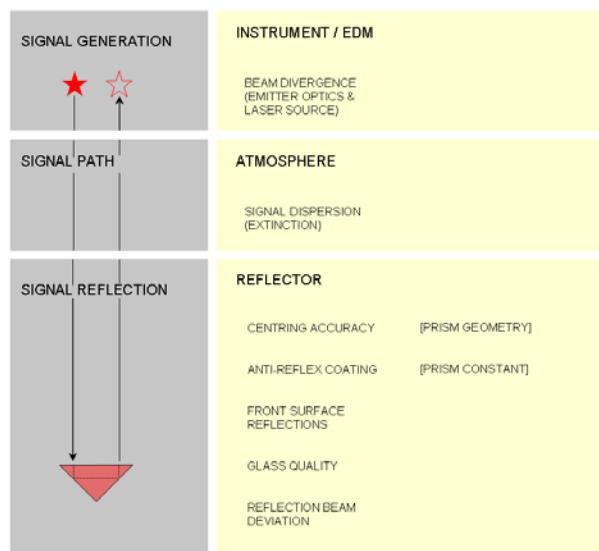 SIGNAL GENERATION
INSTRUMENT / EDM
BEAM DIVERGENCE
(EMITTER OPTICS &
LASER SOURCE)
SIGNAL PATH
ATMOSPHERE
SIGNAL DISPERSION
(EXTINCTION)
SIGNAL REFLECTION
REFLECTOR
CENTRING ACCURACY [PRISM GEOMETRY]
ANTI-REFLEX COATING [PRISM CONSTANT]
FRONT SURFACE
REFLECTIONS
GLASS QUALITY
REFLECTION BEAM
DEVIATION